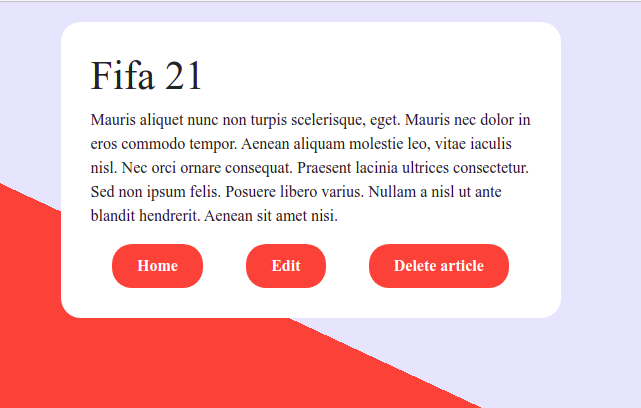 Fifa 21
Mauris aliquet nunc non turpis scelerisque, eget. Mauris nec dolor in
eros commodo tempor. Aenean aliquam molestie leo, vitae iaculis
nisl. Nec orci ornare consequat. Praesent lacinia ultrices consectetur.
Sed non ipsum felis. Posuere libero varius. Nullam a nisl ut ante
blandit hendrerit. Aenean sit amet nisi.
Home Edit Delete article